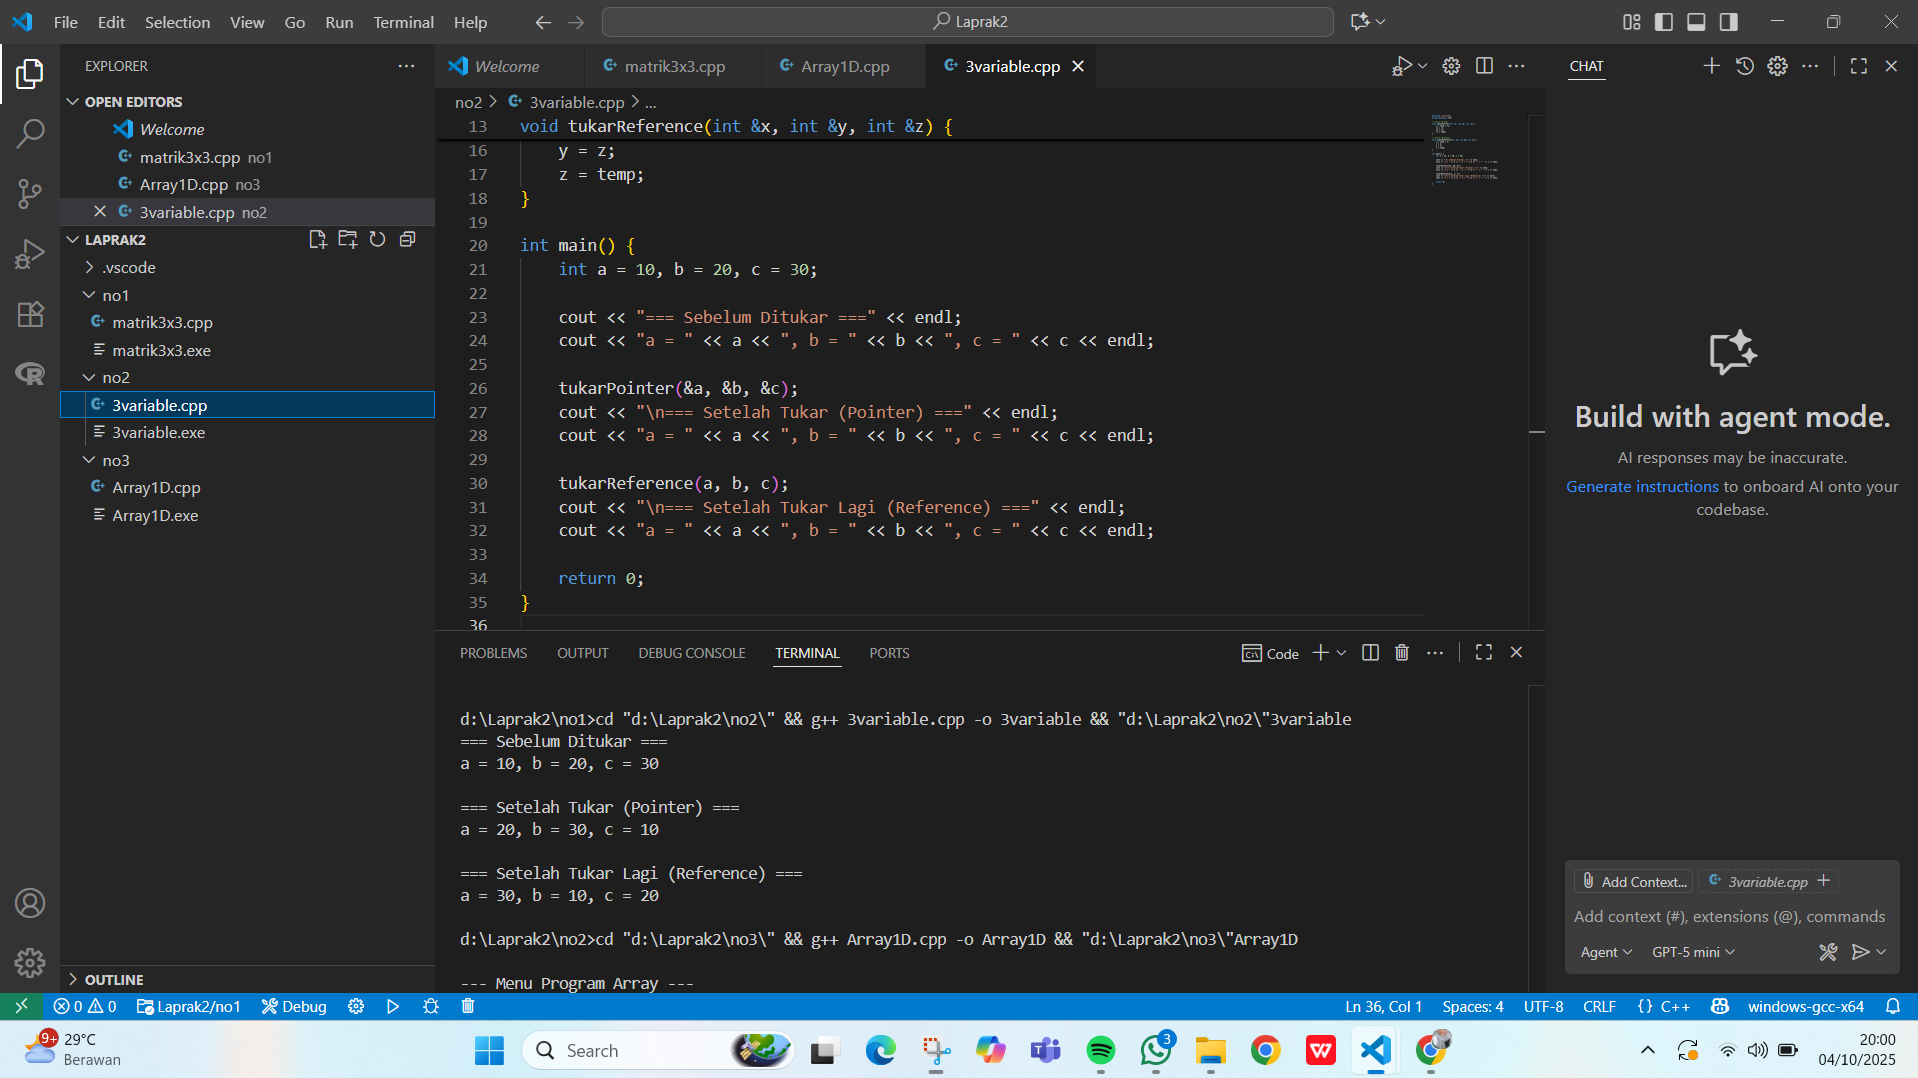 File Edit Selection View Go Run Terminal Help
Laprak2
EXPLORER
OPEN EDITORS
Welcome
matrik3x3.cpp no1
Array1D.cpp no3
3variable.cpp no2
LAPRAK2
.vscode
no1
matrik3x3.cpp
matrik3x3.exe
no2
3variable.cpp
3variable.exe
no3
Array1D.cpp
Array1D.exe
OUTLINE
Welcome matrik3x3.cpp Array1D.cpp 3variable.cpp
no2 > 3variable.cpp > ...
13 void tukarReference(int &x, int &y, int &z) {
16 y = z;
17 z = temp;
18 }
19
20 int main() {
21 int a = 10, b = 20, c = 30;
22
23 cout << "=== Sebelum Ditukar ===" << endl;
24 cout << "a = " << a << ", b = " << b << ", c = " << c << endl;
25
26 tukarPointer(&a, &b, &c);
27 cout << "\n=== Setelah Tukar (Pointer) ===" << endl;
28 cout << "a = " << a << ", b = " << b << ", c = " << c << endl;
29
30 tukarReference(a, b, c);
31 cout << "\n=== Setelah Tukar Lagi (Reference) ===" << endl;
32 cout << "a = " << a << ", b = " << b << ", c = " << c << endl;
33
34 return 0;
35 }
36
PROBLEMS OUTPUT DEBUG CONSOLE TERMINAL PORTS
Code
d:\Laprak2\no1>cd "d:\Laprak2\no2\" && g++ 3variable.cpp -o 3variable && "d:\Laprak2\no2\"3variable
=== Sebelum Ditukar ===
a = 10, b = 20, c = 30
=== Setelah Tukar (Pointer) ===
a = 20, b = 30, c = 10
=== Setelah Tukar Lagi (Reference) ===
a = 30, b = 10, c = 20
d:\Laprak2\no2>cd "d:\Laprak2\no3\" && g++ Array1D.cpp -o Array1D && "d:\Laprak2\no3\"Array1D
--- Menu Program Array ---
CHAT
Build with agent mode.
AI responses may be inaccurate.
Generate instructions to onboard AI onto your
codebase.
Add Context... 3variable.cpp
Add context (#), extensions (@), commands
Agent GPT-5 mini
0 0 Laprak2/no1 Debug
Ln 36, Col 1 Spaces: 4 UTF-8 CRLF {} C++ windows-gcc-x64
9+ 29°C
Berawan
Search
3
20:00
04/10/2025